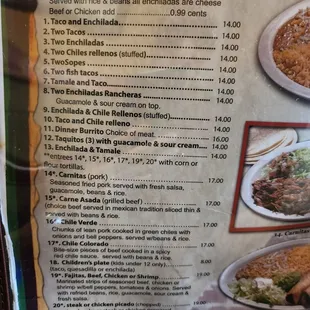 Served with rice & beans all enchiladas are cheese
Beef or Chicken add ................0.99 cents
1. Taco and Enchilada 14.00
2. Two Tacos 14.00
3. Two Enchiladas 14.00
4. Two Chiles rellenos (stuffed) 14.00
5. TwoSopes 14.00
6. Two fish tacos 14.00
7. Tamale and Taco 14.00
8. Two Enchiladas Rancheras 14.00
Guacamole & sour cream on top.
9. Enchilada & Chile Rellenos (stuffed) 14.00
10. Taco and Chile relleno 14.00
11. Dinner Burrito Choice of meat 14.00
12. Taquitos (3) with guacamole & sour cream 14.00
13. Enchilada & Tamale 14.00
**entrees 14*, 15*, 16*, 17*, 19*, 20* with corn or
flour tortillas.
14*. Carnitas (pork) 17.00
Seasoned fried pork served with fresh salsa,
guacamole, beans & rice.
15*. Carne Asada (grilled beef) 17.00
(choice beef served in mexican tradition sliced thin &
served with beans & rice.
16*. Chile Verde 17.00
Chunks of lean pork cooked in green chiles with
onions and bell peppers. served w/beans & rice.
17*. Chile Colorado 17.00
Bite-size pieces of beef cooked in a spicy
red chile sauce. served with beans & rice
18. Children's plate (kids under 12 only) 8.00
(taco, quesadilla or enchilada)
19*. Fajitas, Beef, Chicken or Shrimp 19.00
Marinated strips of seasoned beef, chicken or
shrimp w/bell peppers, tomatoes & onions. Served
with refried beans, rice, guacamole, sour cream &
fresh salsa.
20*. steak or chicken picado (chopped)
14. Carnitas